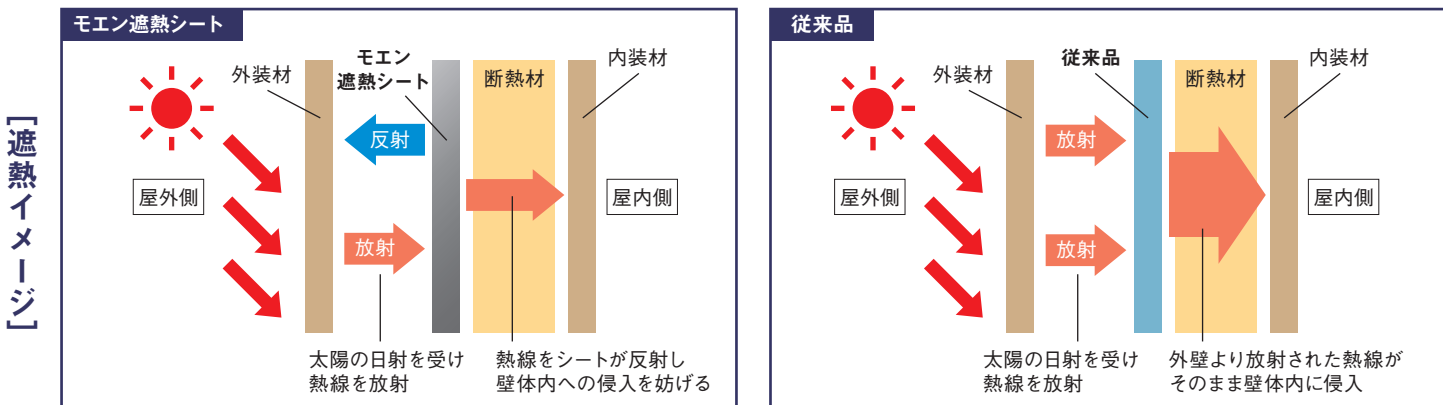 [遮熱イメージ]
モエン遮熱シート
外装材
モエン
遮熱シート
断熱材
内装材
反射
屋外側
屋内側
放射
太陽の日射を受け
熱線を放射
熱線をシートが反射し
壁体内への侵入を妨げる
従来品
外装材
従来品
断熱材
内装材
放射
屋外側
屋内側
放射
太陽の日射を受け
熱線を放射
外壁より放射された熱線が
そのまま壁体内に侵入